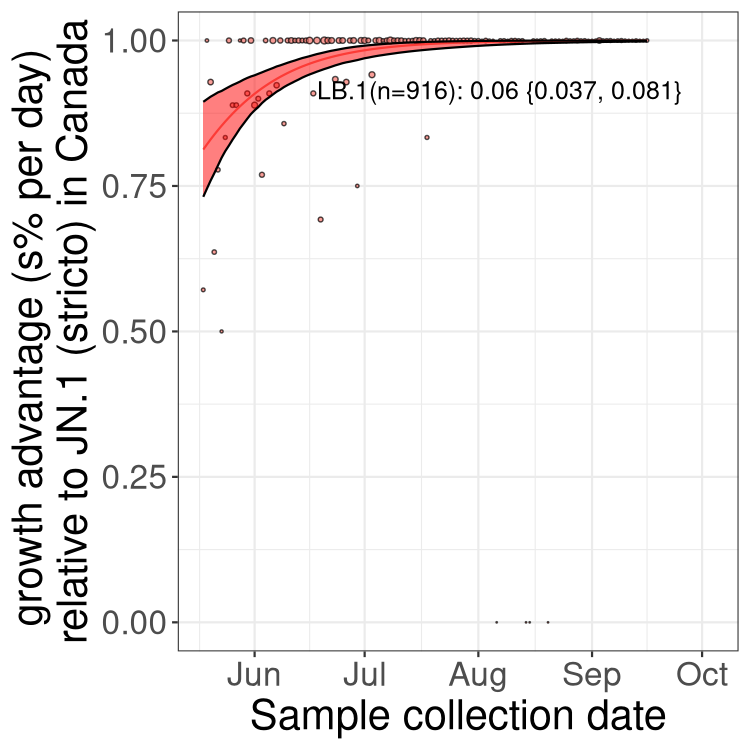 growth advantage (s% per day)
relative to JN.1 (stricto) in Canada
1.00
0.75
0.50
0.25
0.00
LB.1(n=916): 0.06 {0.037, 0.081}
Jun Jul Aug Sep Oct
Sample collection date